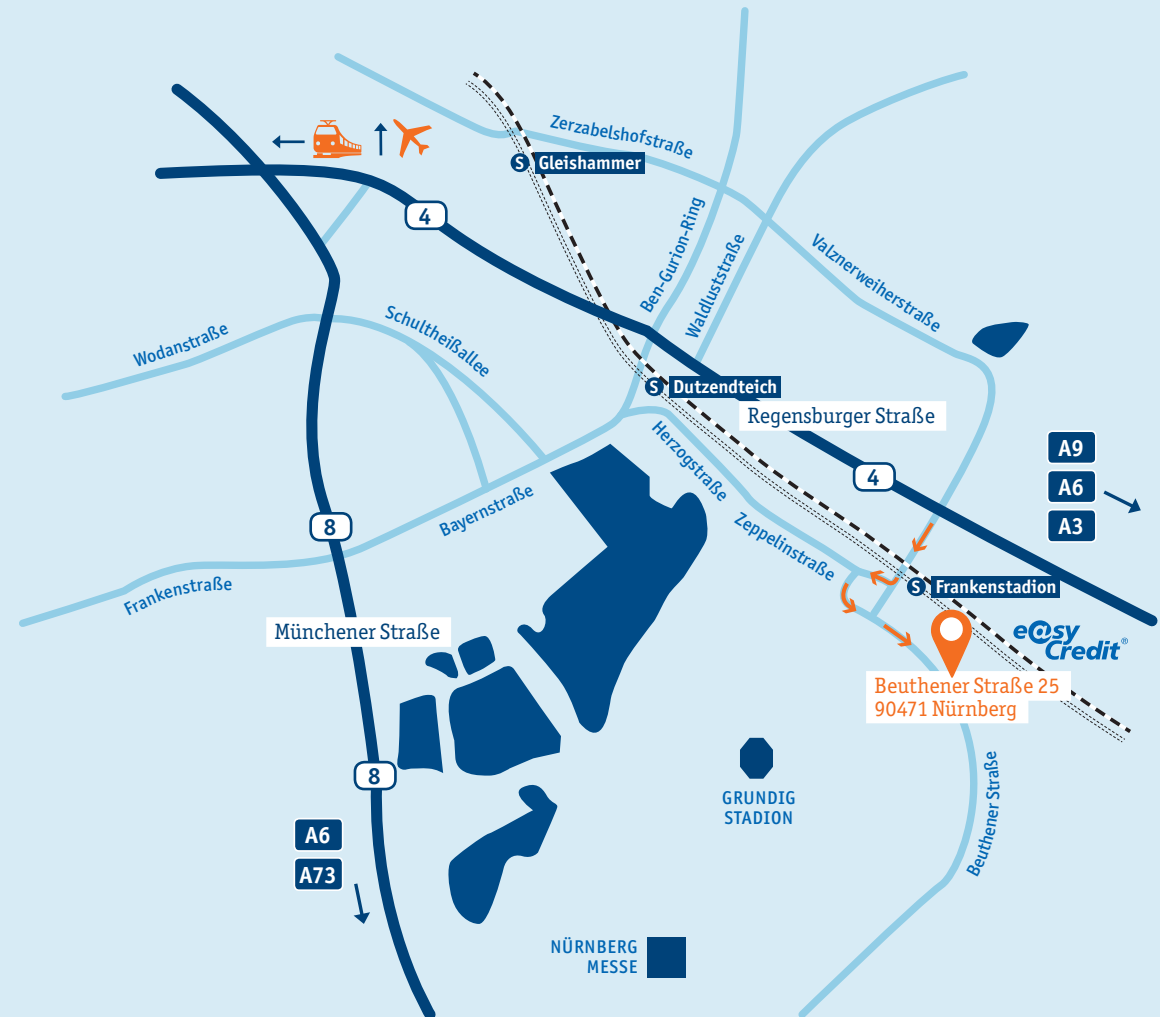 Zerzabelshofstraße
S Gleishammer
4
Ben-Gurion-Ring
Waldluststraße
Valznerweiherstraße
Schultheißallee
Wodanstraße
S Dutzendteich
Regensburger Straße
Herzogstraße
A9
A6
A3
4
Bayernstraße
Zeppelinstraße
8
Frankenstraße
S Frankenstadion
Münchener Straße
e@sy
Credit®
Beuthener Straße 25
90471 Nürnberg
8
GRUNDIG
STADION
Beuthener Straße
A6
A73
NÜRNBERG
MESSE